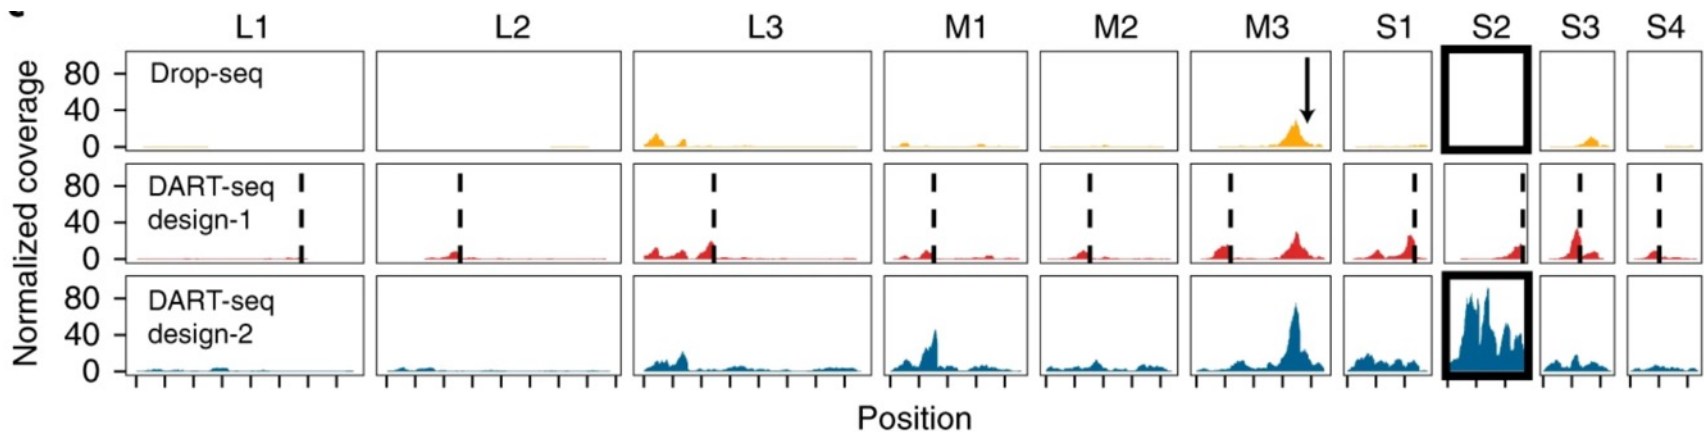 L1 L2 L3 M1 M2 M3 S1 S2 S3 S4
Normalized coverage
80
40
0
Drop-seq
80
40
0
DART-seq
design-1
80
40
0
DART-seq
design-2
Position